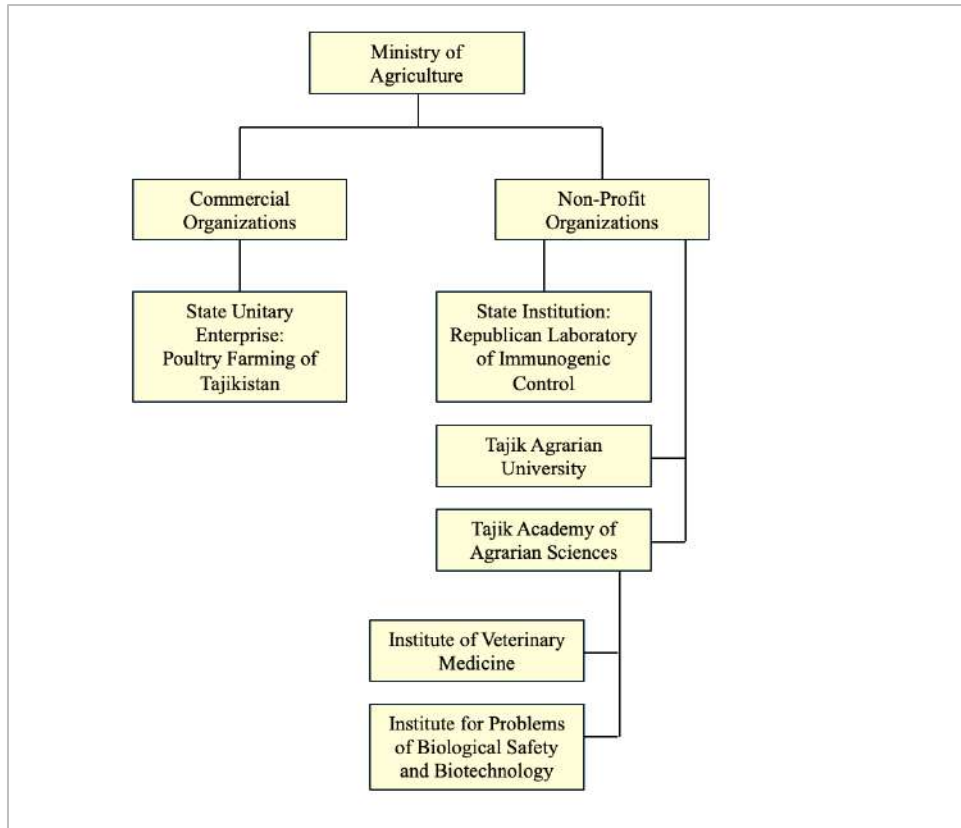 Ministry of
Agriculture
Commercial
Organizations
Non-Profit
Organizations
State Unitary
Enterprise:
Poultry Farming of
Tajikistan
State Institution:
Republican Laboratory
of Immunogenic
Control
Tajik Agrarian
University
Tajik Academy of
Agrarian Sciences
Institute of Veterinary
Medicine
Institute for Problems
of Biological Safety
and Biotechnology